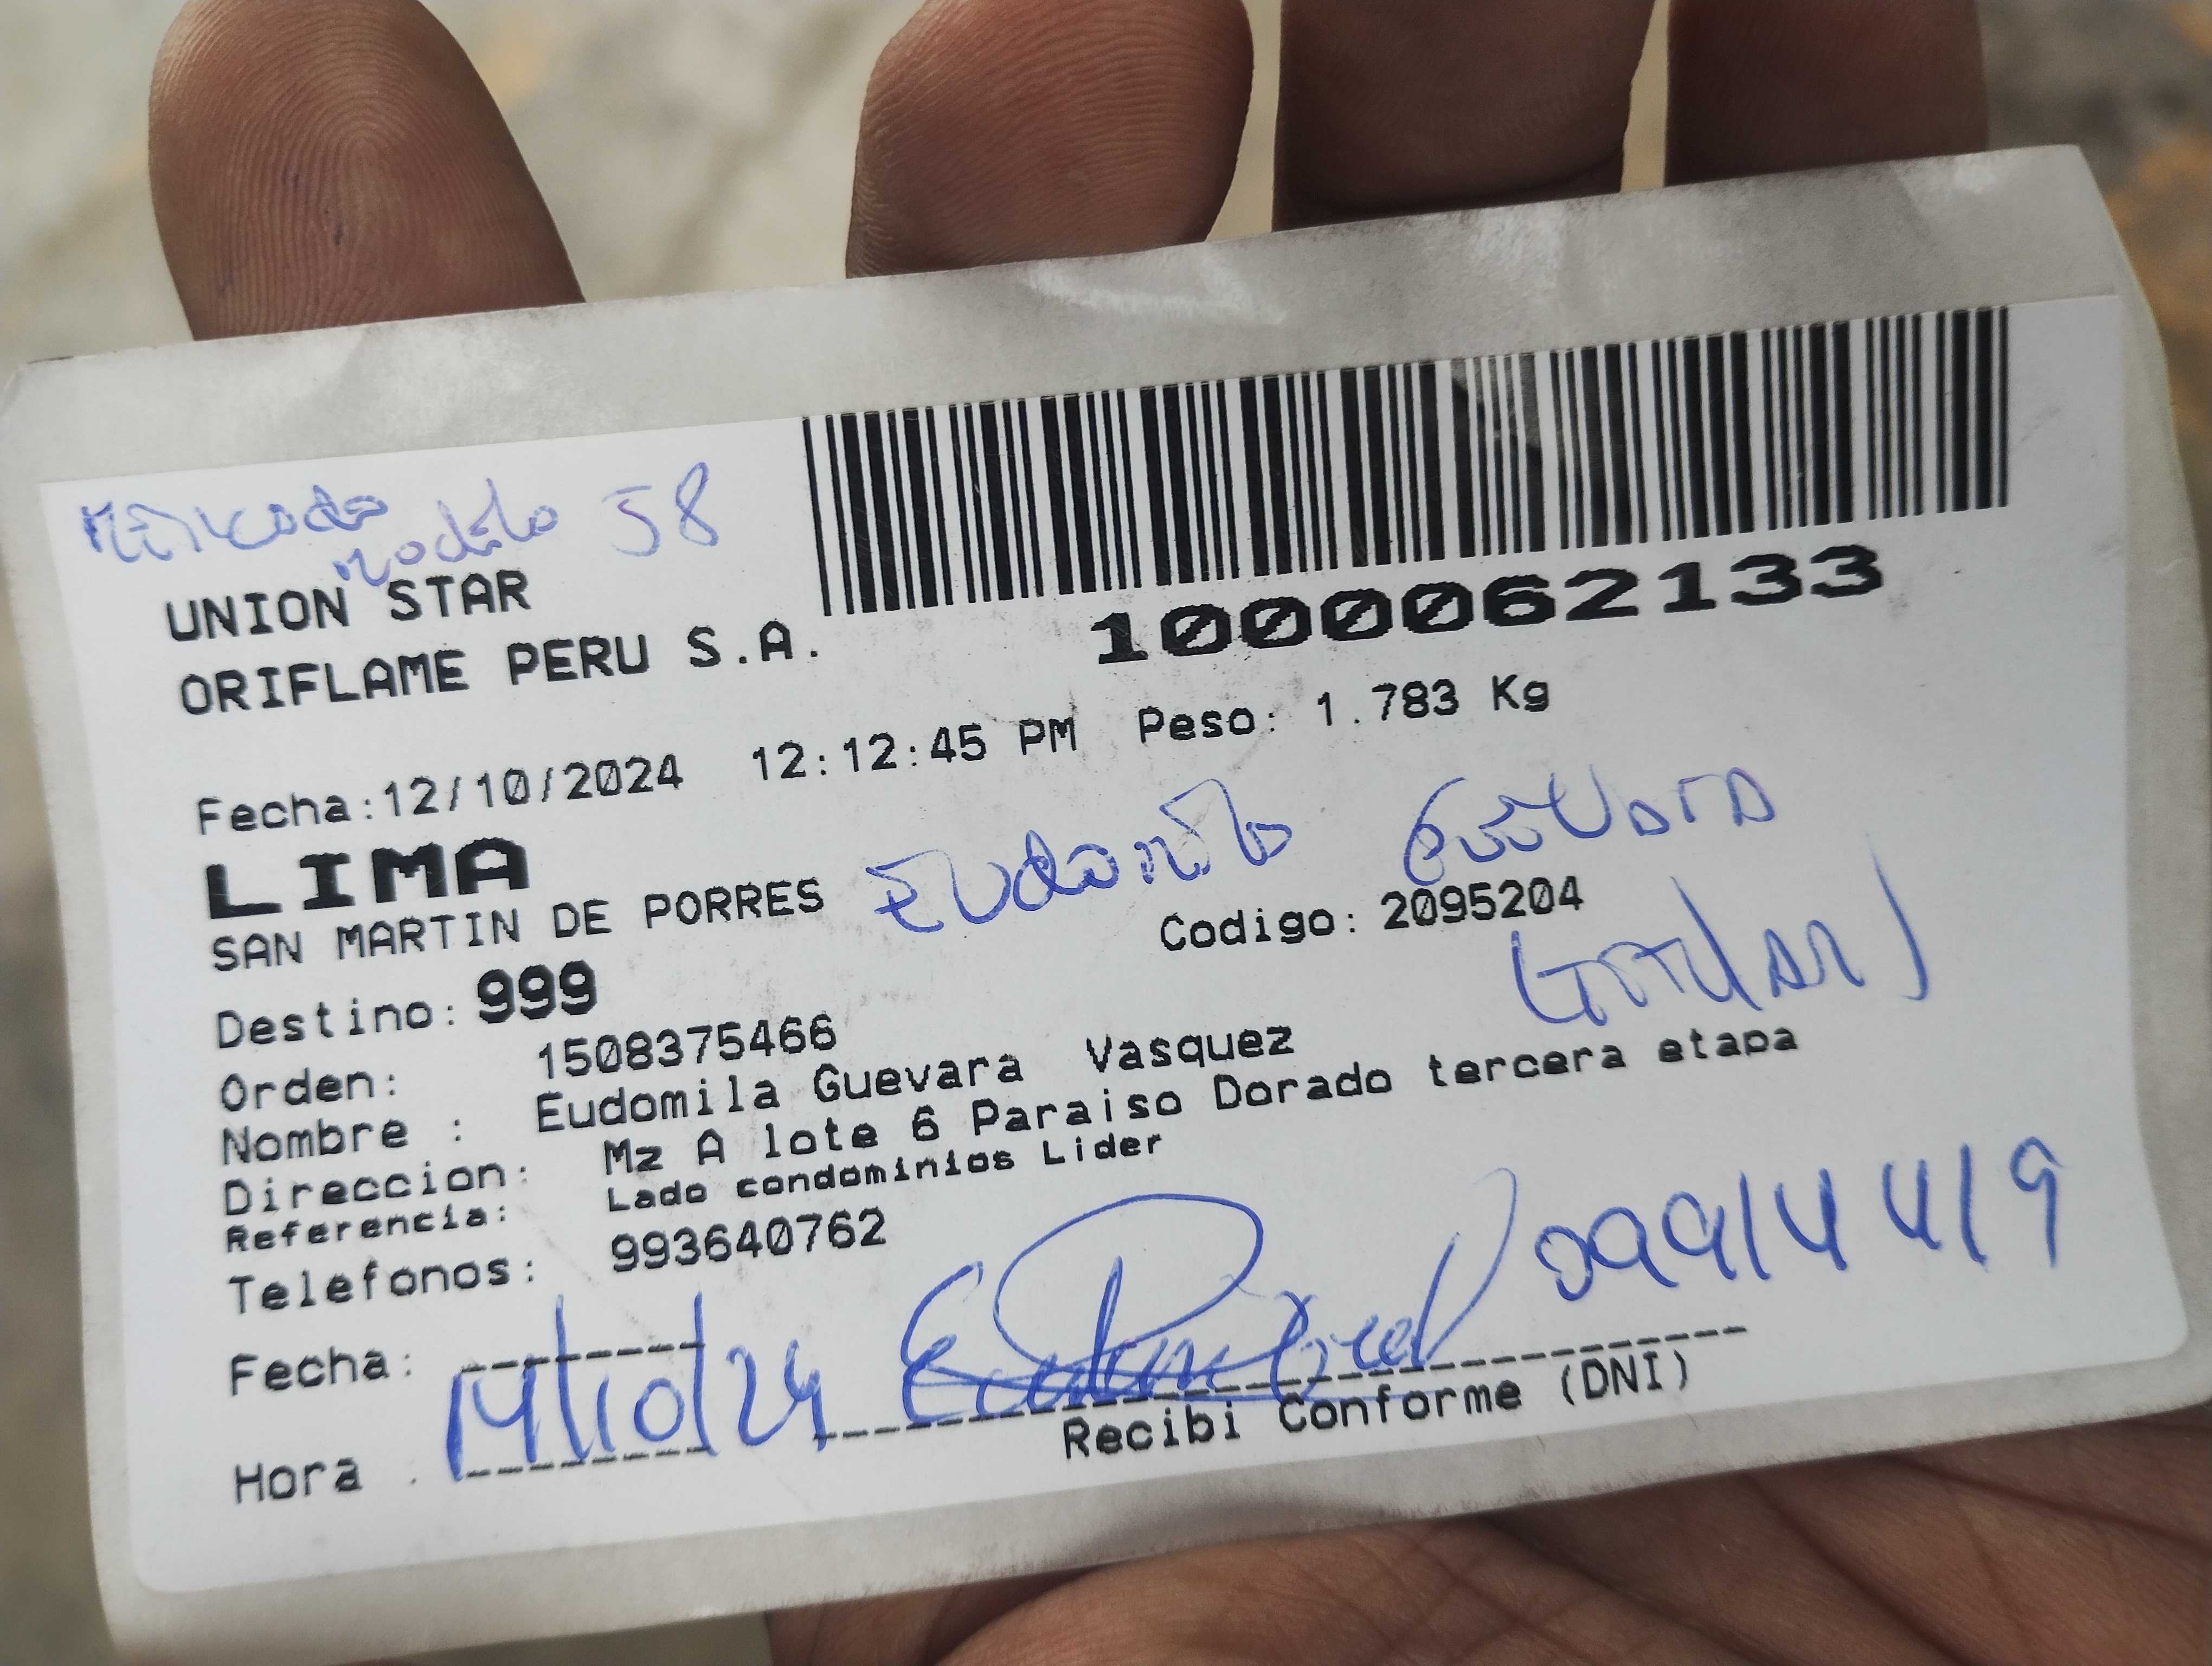 Mercado
modelo 58
UNION STAR
ORIFLAME PERU S.A.
1000062133
Fecha:12/10/2024 12:12:45 PM Peso: 1.783 Kg
LIMA
SAN MARTIN DE PORRES
Guevara
Destino: 999 Codigo: 2095204
(titular)
Orden: 1508375466
Nombre : Eudomila Guevara Vasquez
Direccion: Mz A lote 6 Paraiso Dorado tercera etapa
Referencia: Lado condominios Lider
Telefonos: 993640762
Fecha: 14/10/24
Recibi Conforme (DNI)
Hora